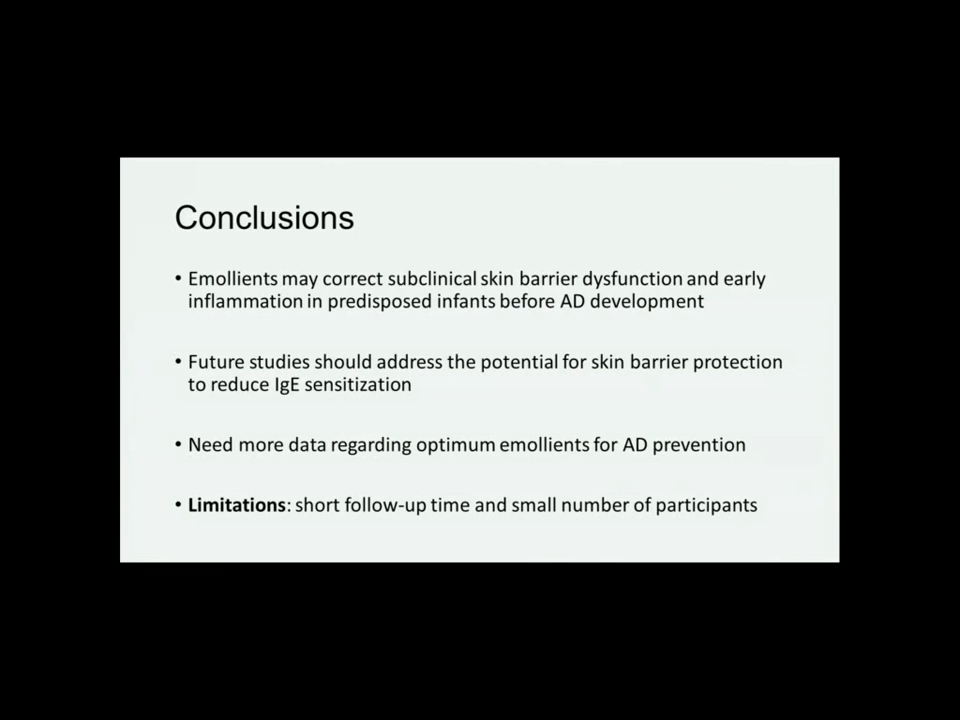 Conclusions
• Emollients may correct subclinical skin barrier dysfunction and early
inflammation in predisposed infants before AD development
• Future studies should address the potential for skin barrier protection
to reduce IgE sensitization
• Need more data regarding optimum emollients for AD prevention
• Limitations: short follow-up time and small number of participants